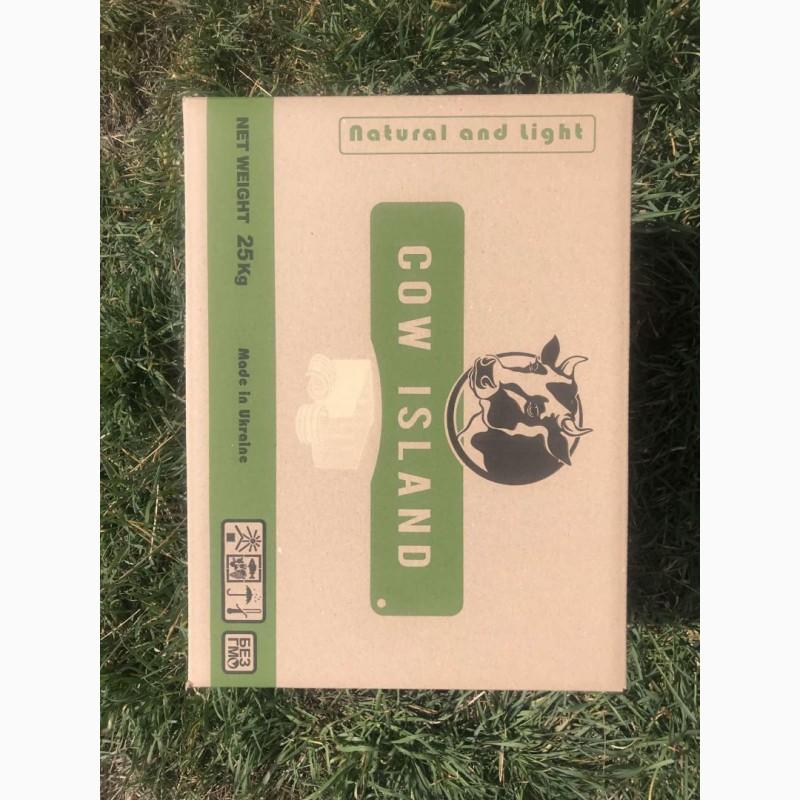 Natural and Light
COW ISLAND
NET WEIGHT 25Kg
Made in Ukraine
БЕЗ
ГМО